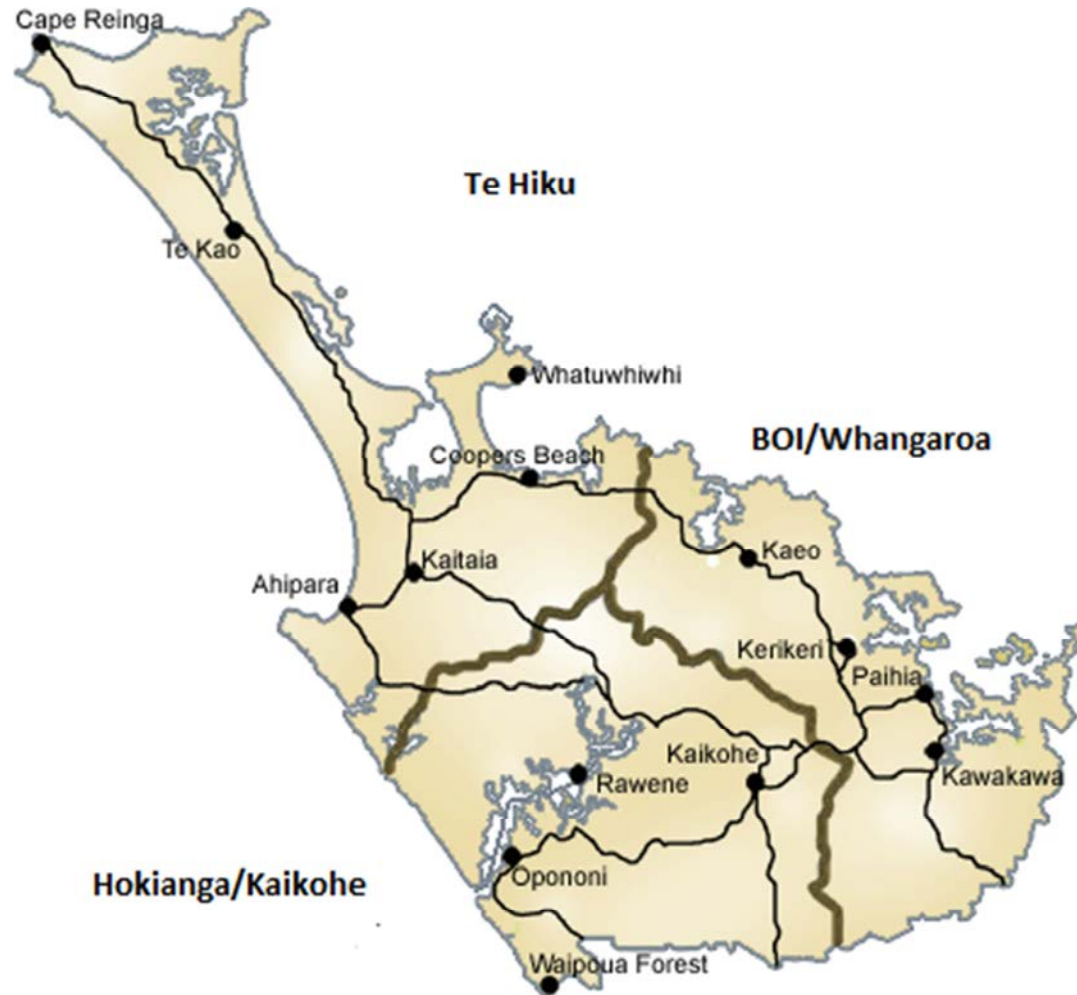 Cape Reinga
Te Hiku
Te Kao
Whatuwhiwhi
BOI/Whangaroa
Coopers Beach
Kaeo
Kaitaia
Ahipara
Kerikeri
Paihia
Kaikohe
Rawene
Kawakawa
Opononi
Hokianga/Kaikohe
Waipoua Forest